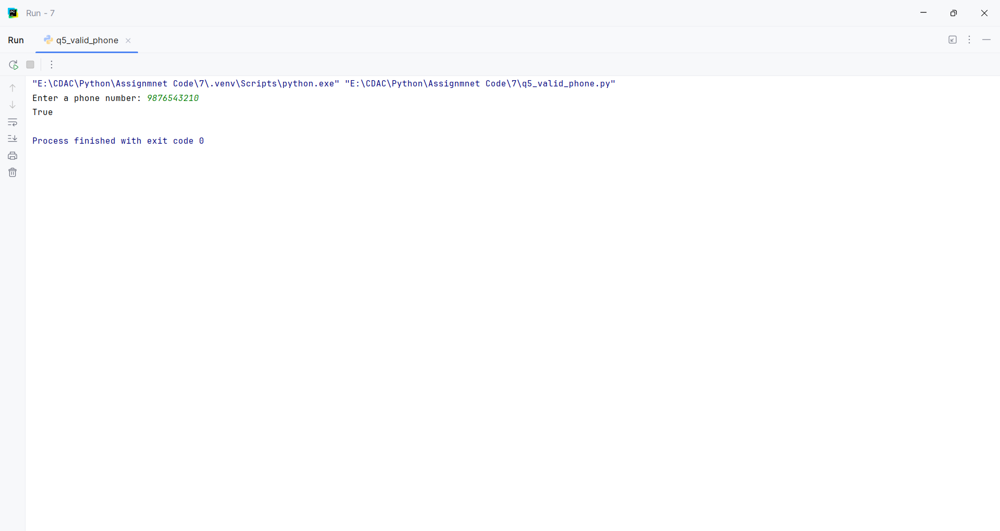 Run - 7
Run q5_valid_phone
"E:\CDAC\Python\Assignmnet Code\7\.venv\Scripts\python.exe" "E:\CDAC\Python\Assignmnet Code\7\q5_valid_phone.py"
Enter a phone number: 9876543210
True
Process finished with exit code 0